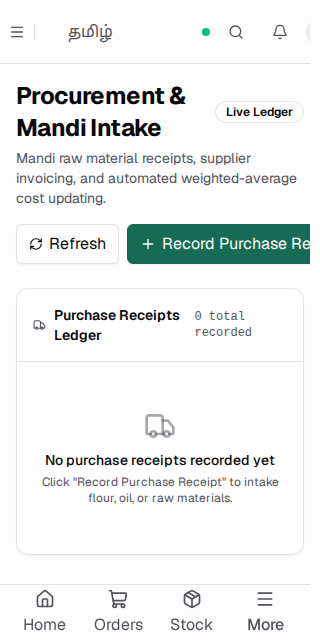 தமிழ்
Procurement &
Mandi Intake
Live Ledger
Mandi raw material receipts, supplier
invoicing, and automated weighted-average
cost updating.
Refresh
+ Record Purchase Re
Purchase Receipts
Ledger
0 total
recorded
No purchase receipts recorded yet
Click "Record Purchase Receipt" to intake
flour, oil, or raw materials.
Home
Orders
Stock
More